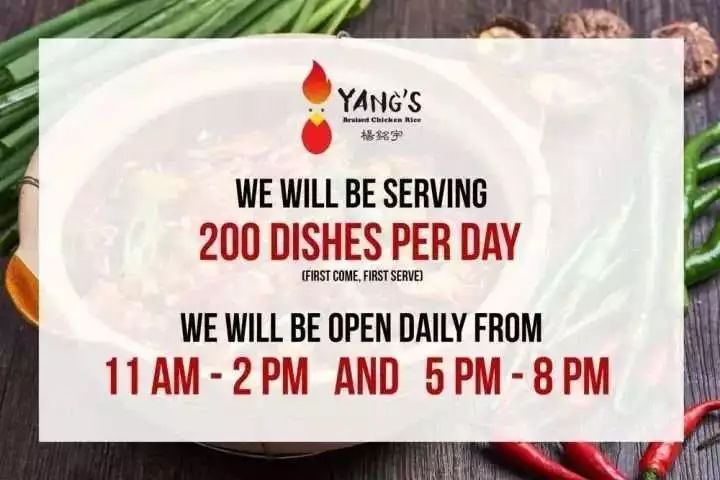 YANG'S
Braised Chicken Rice
楊銘宇
WE WILL BE SERVING
200 DISHES PER DAY
(FIRST COME, FIRST SERVE)
WE WILL BE OPEN DAILY FROM
11 AM - 2 PM AND 5 PM - 8 PM